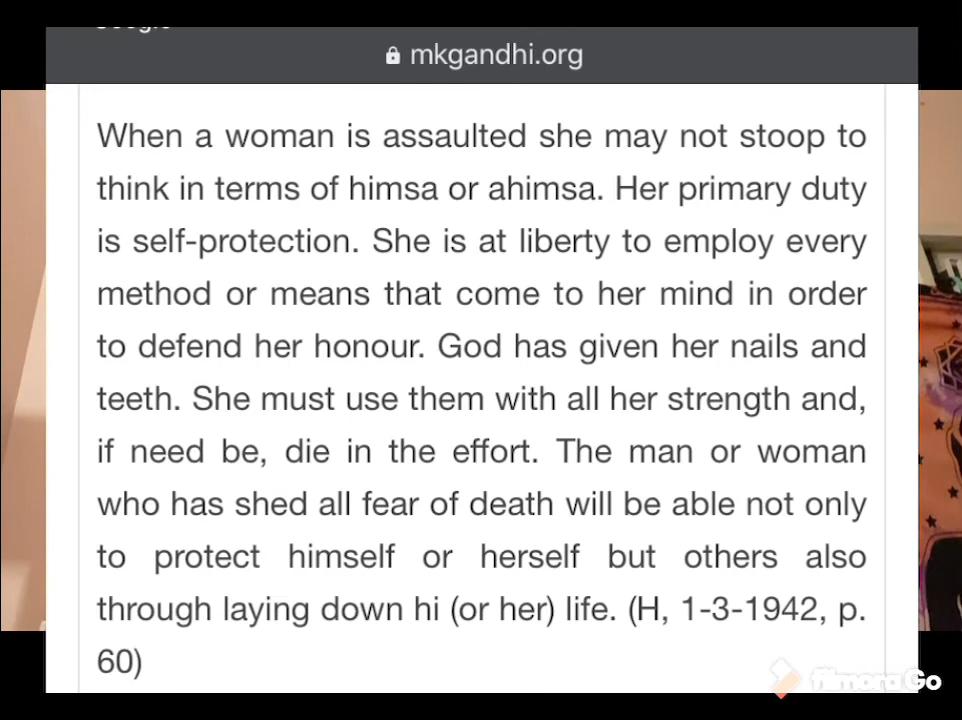 mkgandhi.org
When a woman is assaulted she may not stoop to
think in terms of himsa or ahimsa. Her primary duty
is self-protection. She is at liberty to employ every
method or means that come to her mind in order
to defend her honour. God has given her nails and
teeth. She must use them with all her strength and,
if need be, die in the effort. The man or woman
who has shed all fear of death will be able not only
to protect himself or herself but others also
through laying down hi (or her) life. (H, 1-3-1942, p.
60)
filmora Go